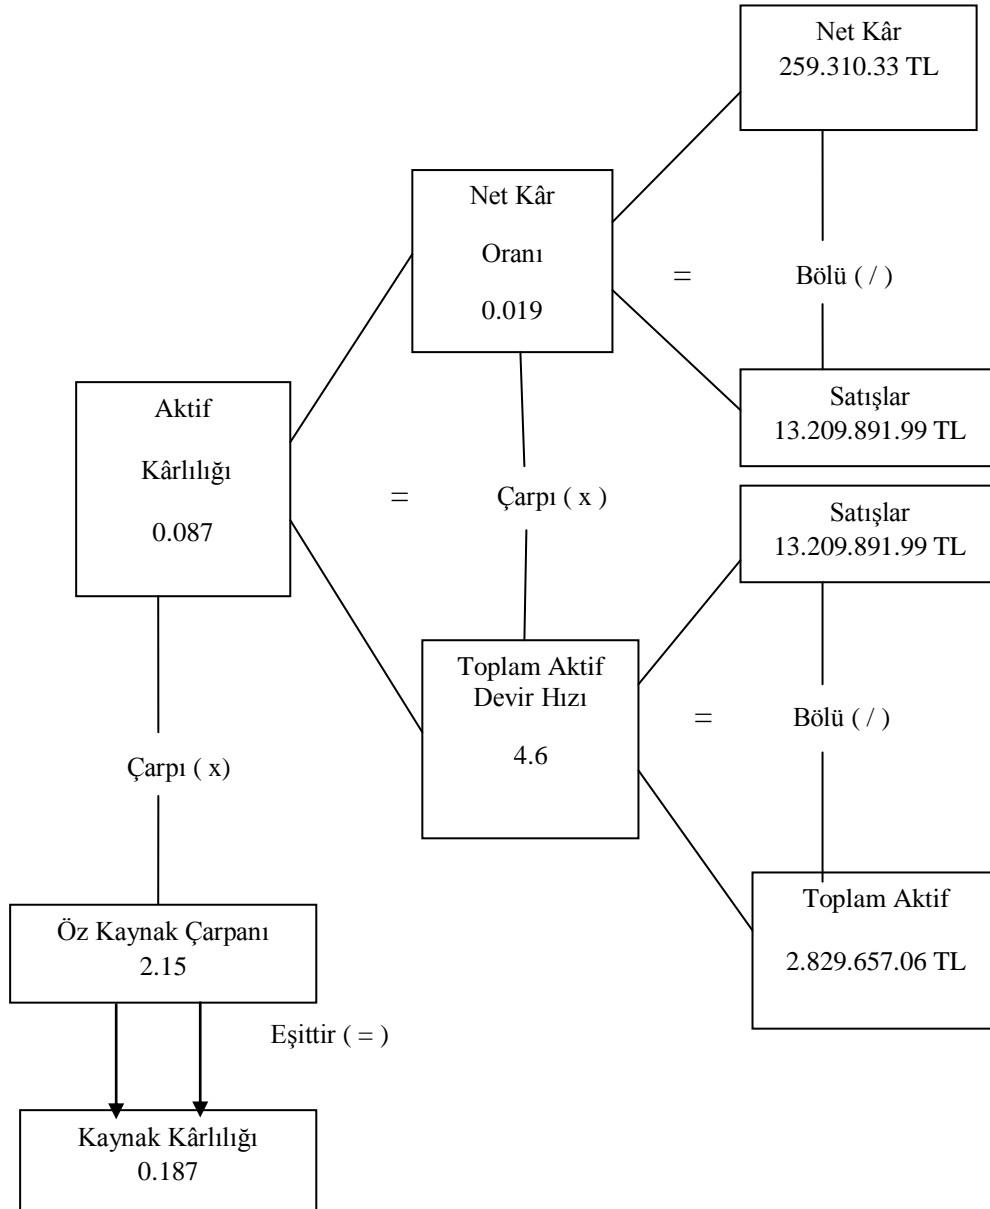 Net Kâr
259.310.33 TL
Net Kâr
Oranı
0.019
=
Bölü ( / )
Satışlar
13.209.891.99 TL
Aktif
Kârlılığı
0.087
=
Çarpı ( x )
Satışlar
13.209.891.99 TL
Toplam Aktif
Devir Hızı
4.6
=
Bölü ( / )
Çarpı ( x)
Toplam Aktif
2.829.657.06 TL
Öz Kaynak Çarpanı
2.15
Eşittir ( = )
Kaynak Kârlılığı
0.187